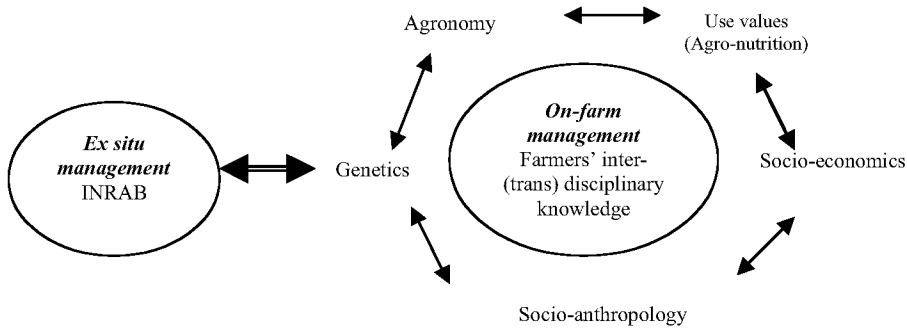 Agronomy
Use values
(Agro-nutrition)
Ex situ
management
INRAB
Genetics
On-farm
management
Farmers' inter-
(trans) disciplinary
knowledge
Socio-economics
Socio-anthropology